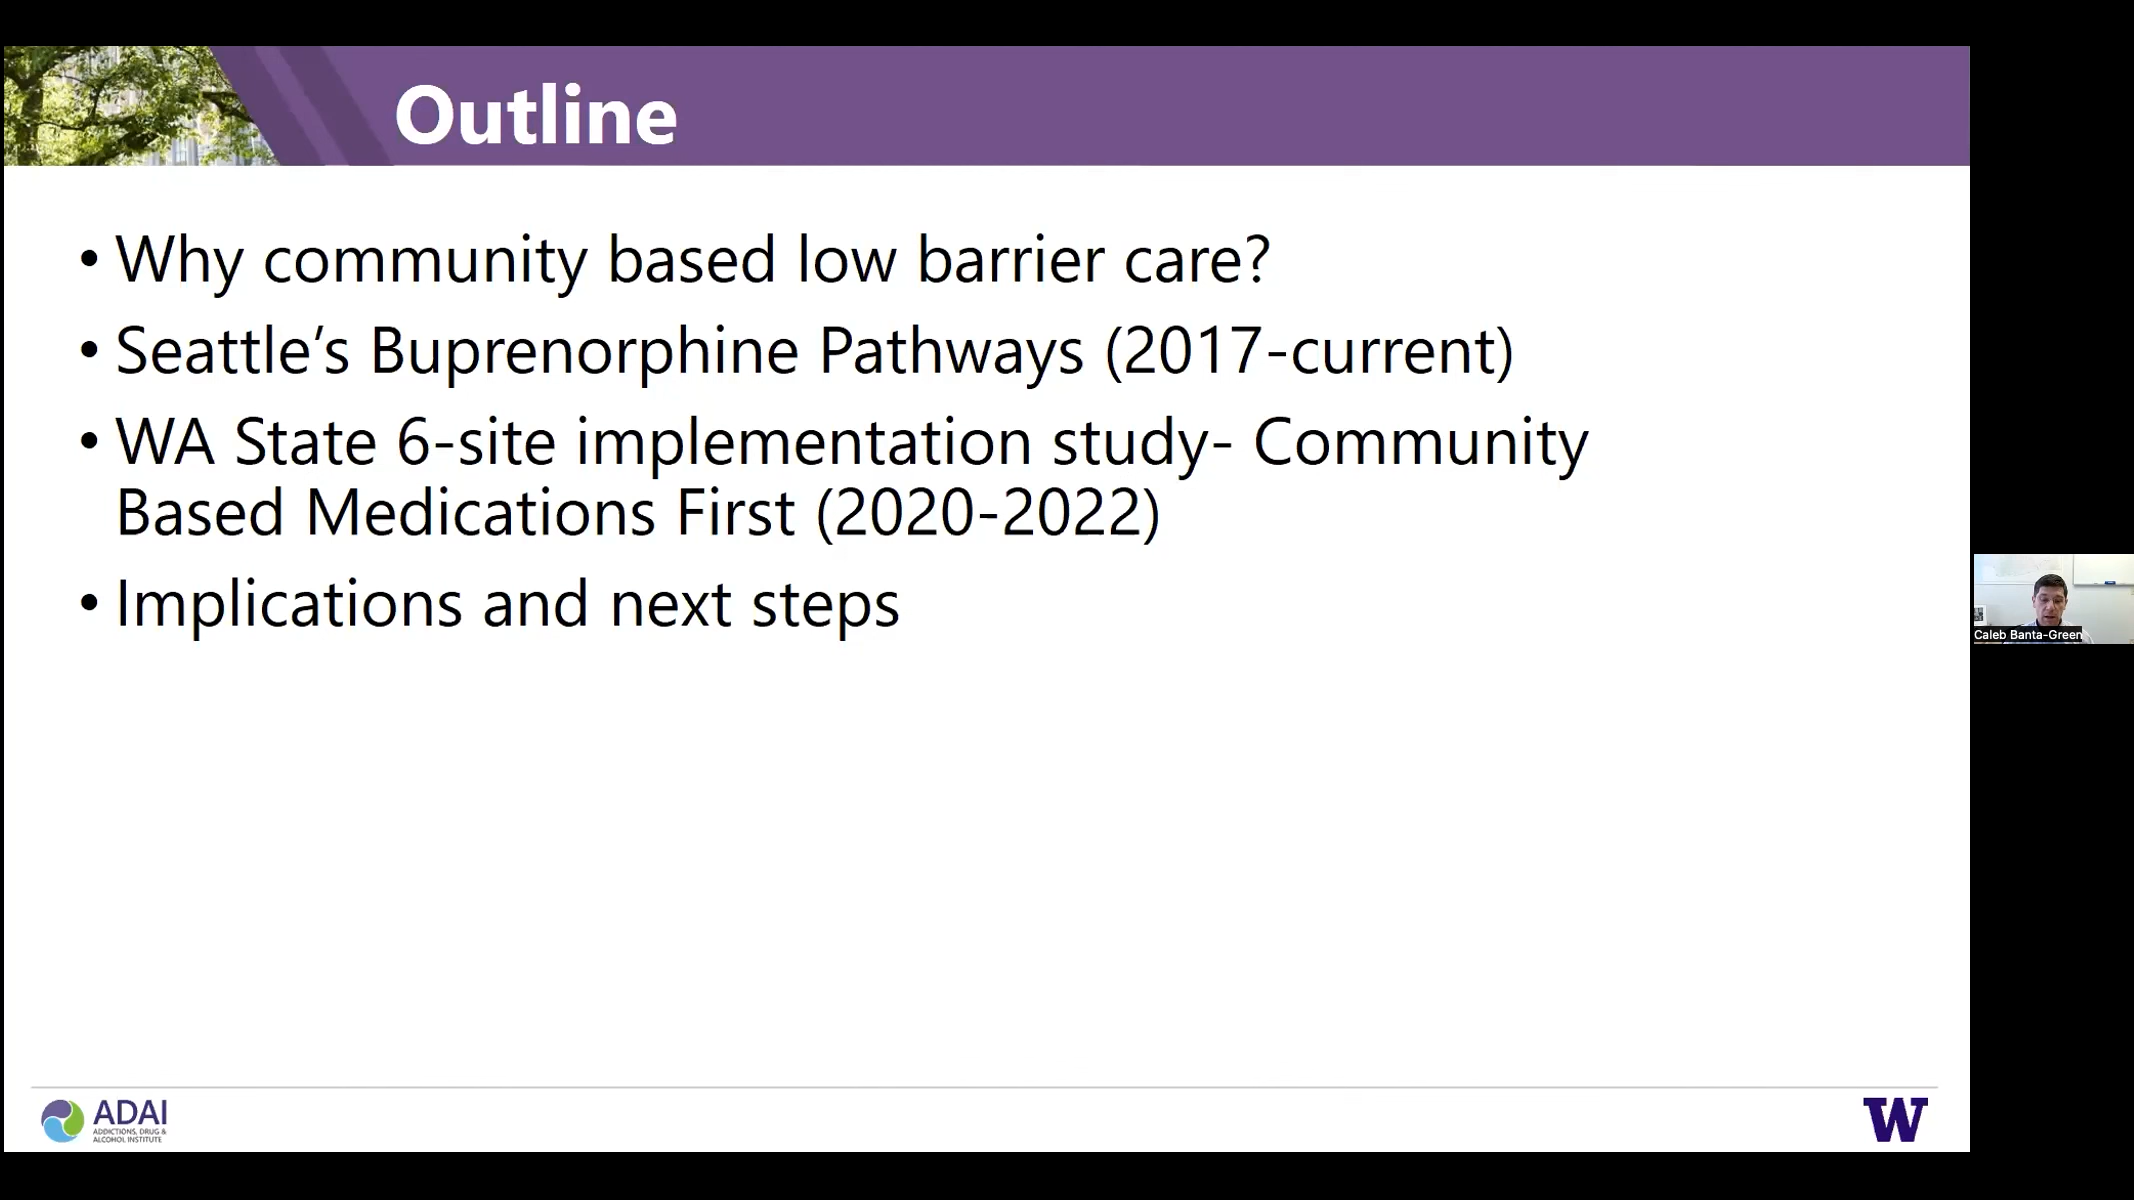 Outline
• Why community based low barrier care?
• Seattle’s Buprenorphine Pathways (2017-current)
• WA State 6-site implementation study- Community
Based Medications First (2020-2022)
• Implications and next steps
Caleb Banta-Green
ADAI
ADDICTIONS, DRUG &
ALCOHOL INSTITUTE
W